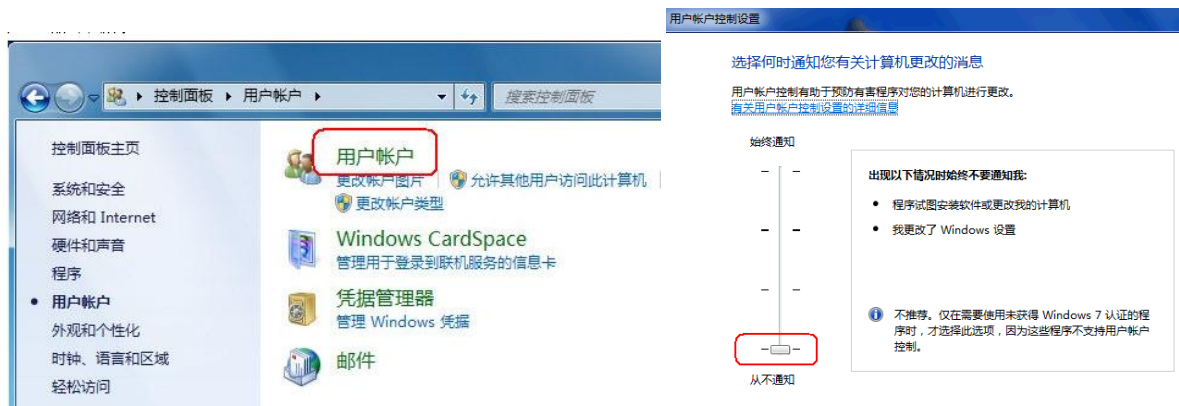 控制面板 用户帐户
搜索控制面板
控制面板主页
系统和安全
网络和 Internet
硬件和声音
程序
用户帐户
外观和个性化
时钟、语言和区域
轻松访问
用户帐户
更改帐户图片 允许其他用户访问此计算机
更改帐户类型
Windows CardSpace
管理用于登录到联机服务的信息卡
凭据管理器
管理 Windows 凭据
邮件
用户帐户控制设置
选择何时通知您有关计算机更改的消息
用户帐户控制有助于预防有害程序对您的计算机进行更改。
有关用户帐户控制设置的详细信息
始终通知
出现以下情况时始终不要通知我:
程序试图安装软件或更改我的计算机
我更改了 Windows 设置
不推荐。仅在需要使用未获得 Windows 7 认证的程
序时，才选择此选项，因为这些程序不支持用户帐户
控制。
从不通知